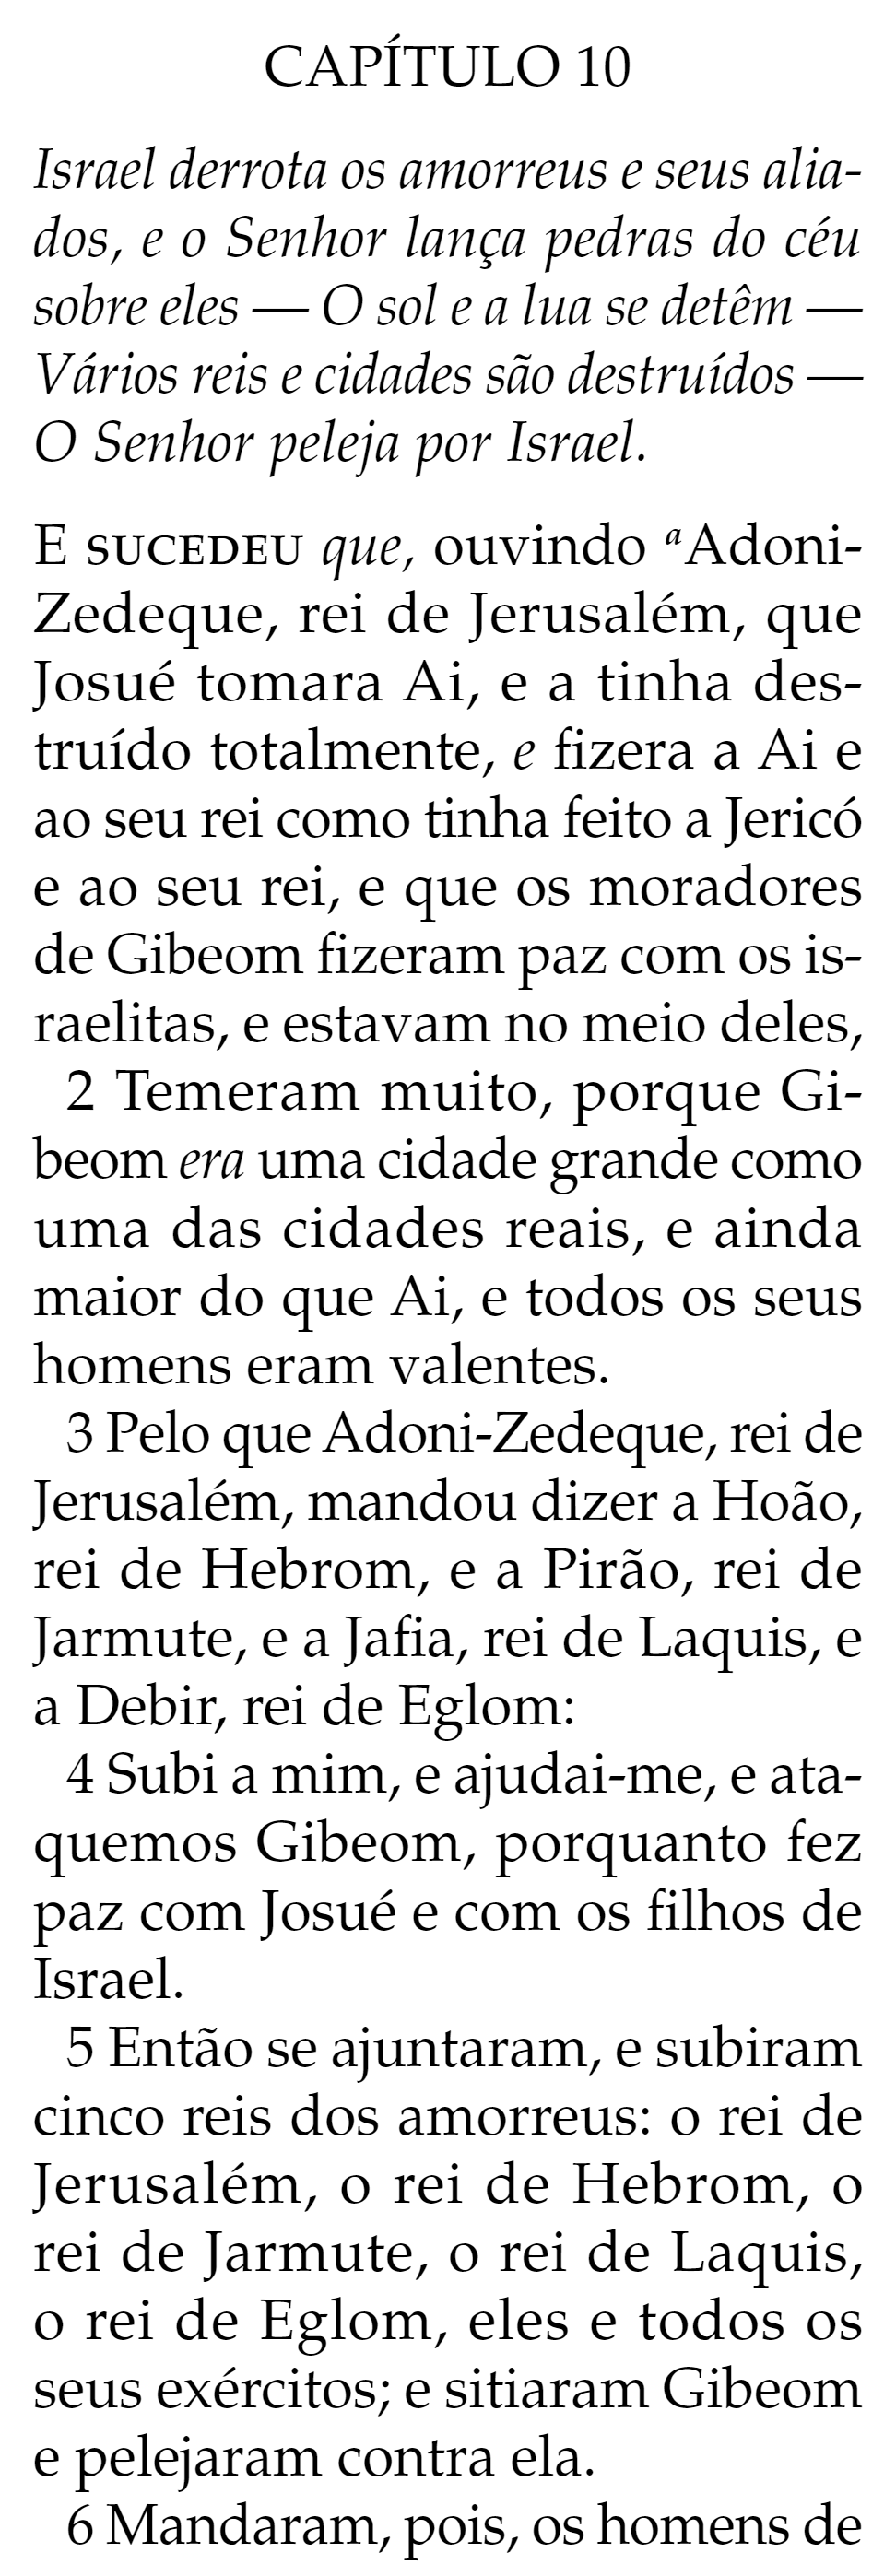 CAPÍTULO 10
Israel derrota os amorreus e seus alia-
dos, e o Senhor lança pedras do céu
sobre eles — O sol e a lua se detêm —
Vários reis e cidades são destruídos —
O Senhor peleja por Israel.
E SUCEDEU que, ouvindo ᵃAdoni-
Zedeque, rei de Jerusalém, que
Josué tomara Ai, e a tinha des-
truído totalmente, e fizera a Ai e
ao seu rei como tinha feito a Jericó
e ao seu rei, e que os moradores
de Gibeom fizeram paz com os is-
raelitas, e estavam no meio deles,
2 Temeram muito, porque Gi-
beom era uma cidade grande como
uma das cidades reais, e ainda
maior do que Ai, e todos os seus
homens eram valentes.
3 Pelo que Adoni-Zedeque, rei de
Jerusalém, mandou dizer a Hoão,
rei de Hebrom, e a Pirão, rei de
Jarmute, e a Jafia, rei de Laquis, e
a Debir, rei de Eglom:
4 Subi a mim, e ajudai-me, e ata-
quemos Gibeom, porquanto fez
paz com Josué e com os filhos de
Israel.
5 Então se ajuntaram, e subiram
cinco reis dos amorreus: o rei de
Jerusalém, o rei de Hebrom, o
rei de Jarmute, o rei de Laquis,
o rei de Eglom, eles e todos os
seus exércitos; e sitiaram Gibeom
e pelejaram contra ela.
6 Mandaram, pois, os homens de